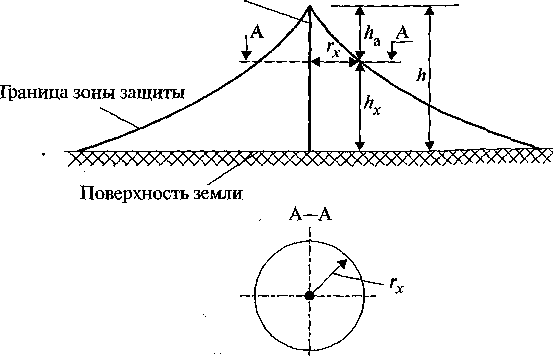 A
A
r_x
h_a
h
h_x
Граница зоны защиты
Поверхность земли
A–A
r_x